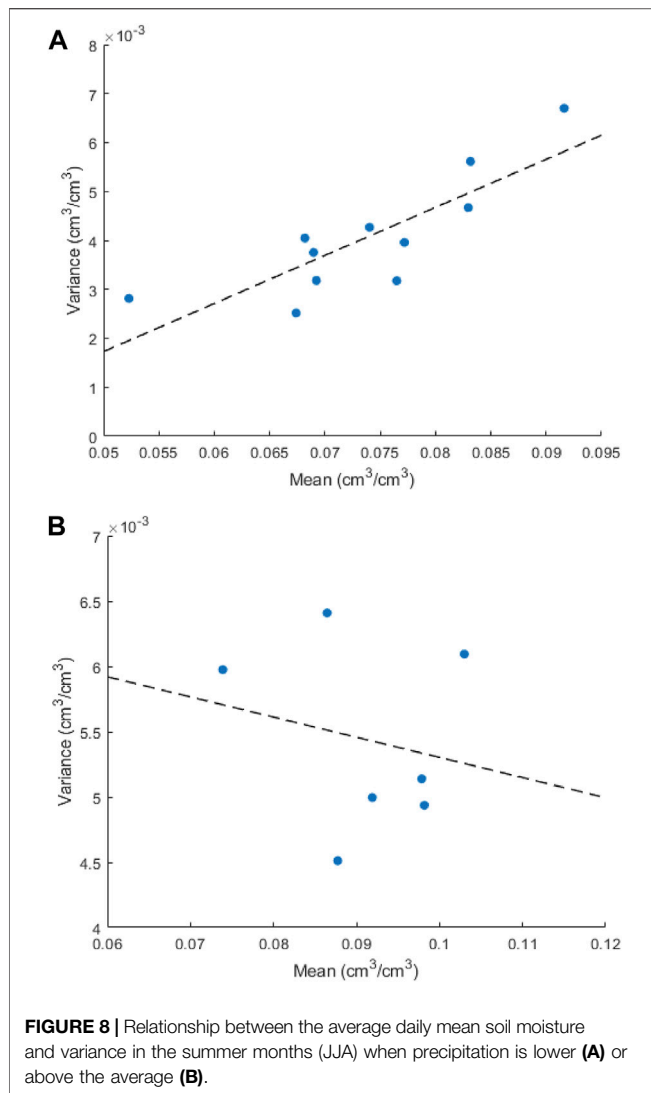 A
×10⁻³
8
7
6
5
4
3
2
1
0
Variance (cm³/cm³)
0.05 0.055 0.06 0.065 0.07 0.075 0.08 0.085 0.09 0.095
Mean (cm³/cm³)
B
×10⁻³
7
6.5
6
5.5
5
4.5
4
Variance (cm³/cm³)
0.06 0.07 0.08 0.09 0.1 0.11 0.12
Mean (cm³/cm³)
FIGURE 8 | Relationship between the average daily mean soil moisture
and variance in the summer months (JJA) when precipitation is lower (A) or
above the average (B).